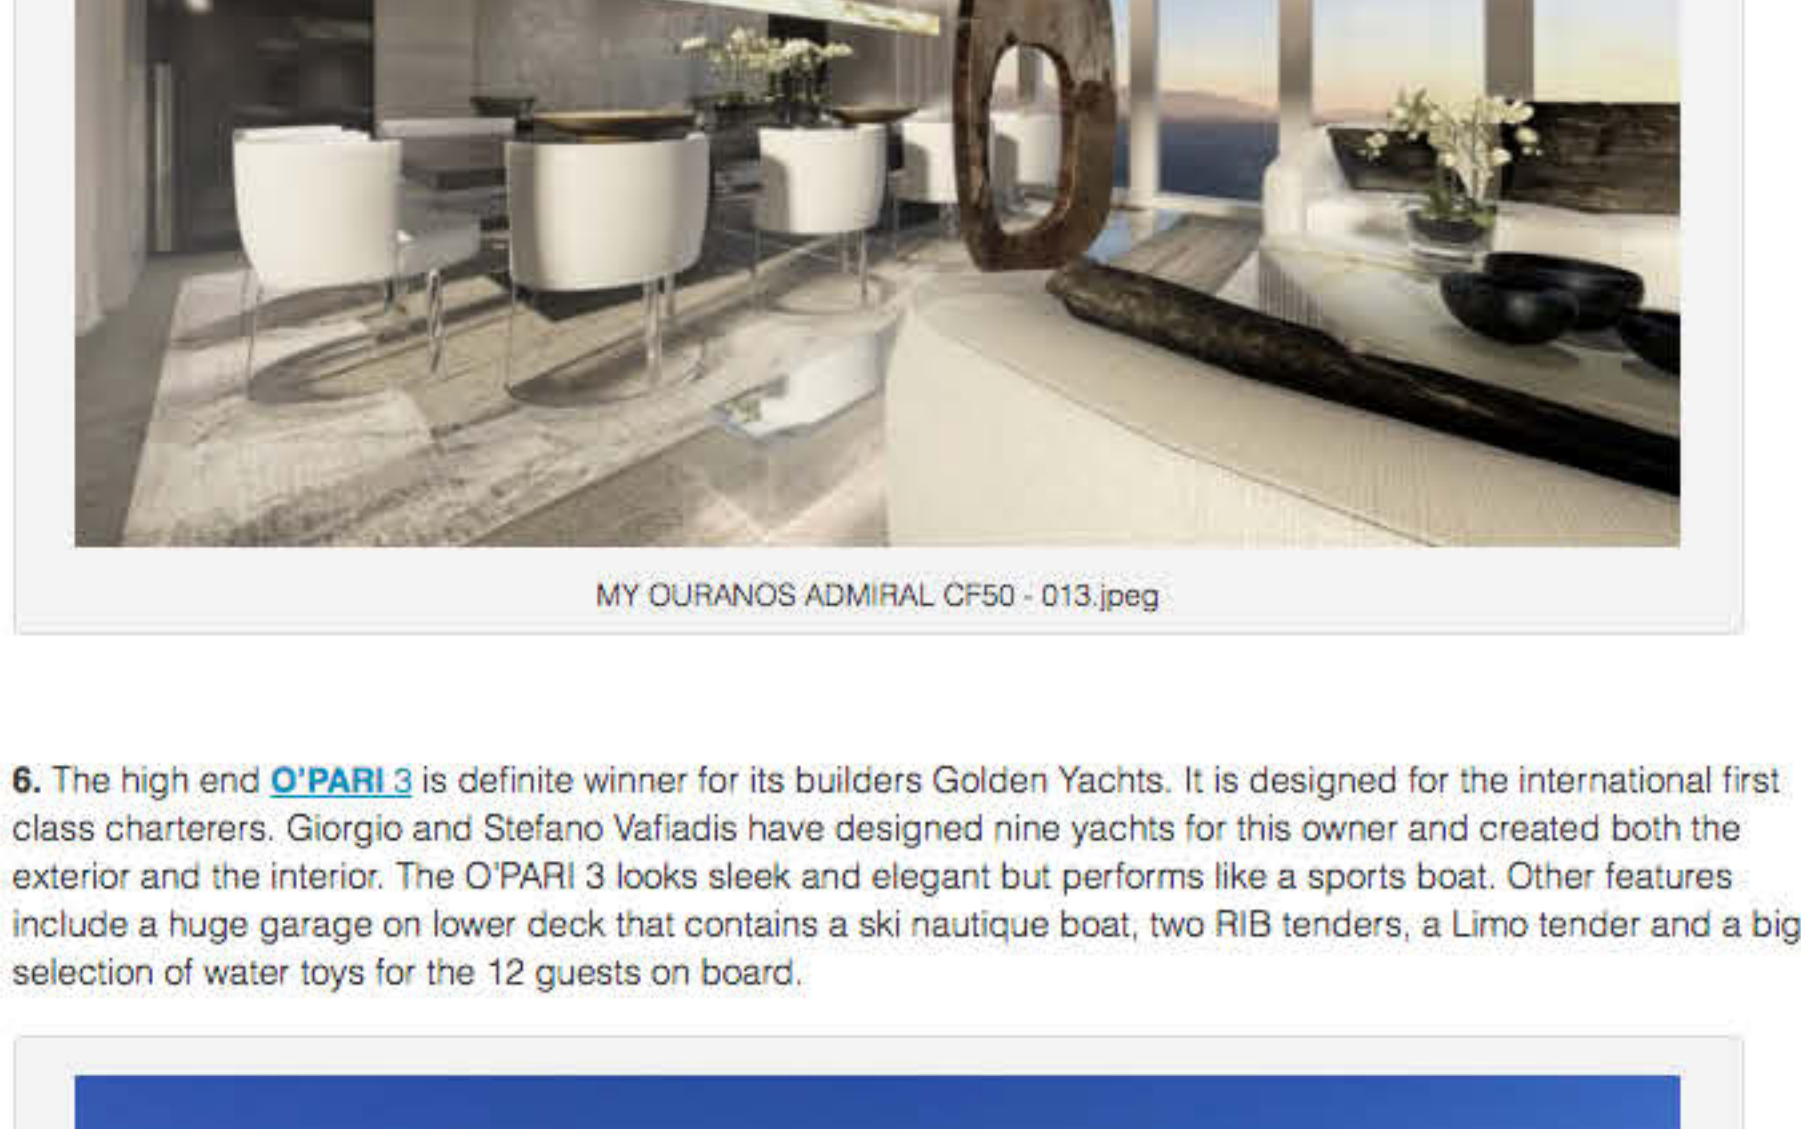 MY OURANOS ADMIRAL CF50 - 013.jpeg
6. The high end O'PARI 3 is definite winner for its builders Golden Yachts. It is designed for the international first
class charterers. Giorgio and Stefano Vafiadis have designed nine yachts for this owner and created both the
exterior and the interior. The O'PARI 3 looks sleek and elegant but performs like a sports boat. Other features
include a huge garage on lower deck that contains a ski nautique boat, two RIB tenders, a Limo tender and a big
selection of water toys for the 12 guests on board.